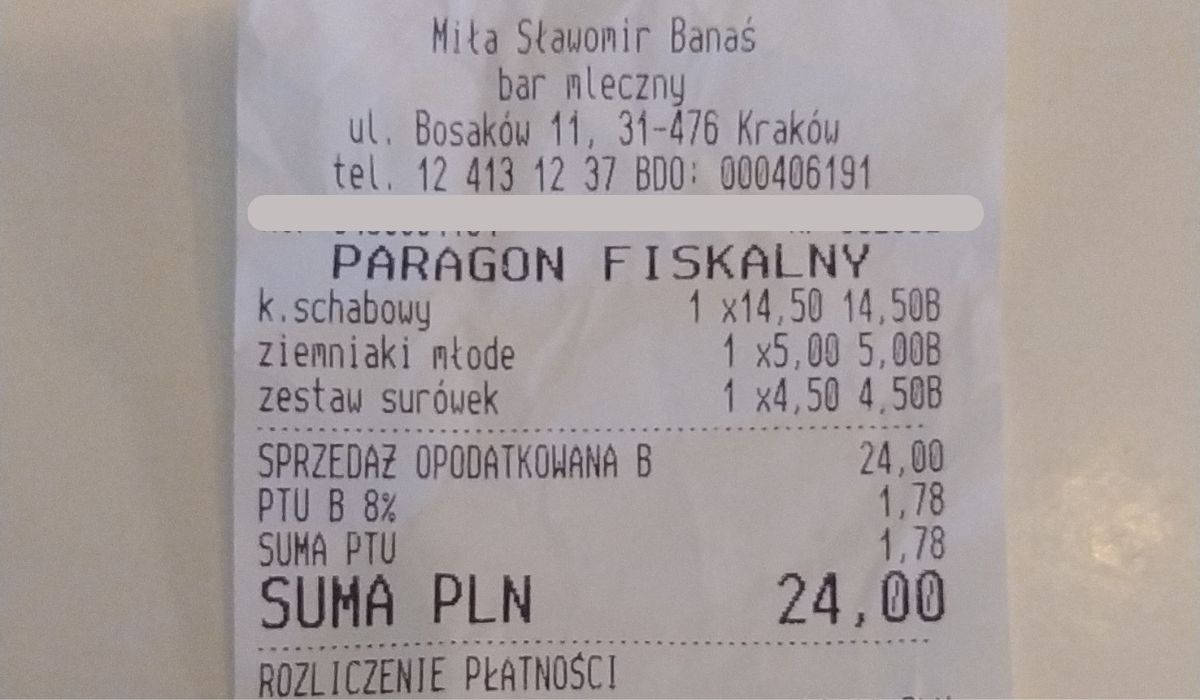 Miła Sławomir Banaś
bar mleczny
ul. Bosaków 11, 31-476 Kraków
tel. 12 413 12 37 BDO: 000406191
PARAGON FISKALNY
k.schabowy 1 x14,50 14,50B
ziemniaki młode 1 x5,00 5,00B
zestaw surówek 1 x4,50 4,50B
SPRZEDAŻ OPODATKOWANA B 24,00
PTU B 8% 1,78
SUMA PTU 1,78
SUMA PLN 24,00
ROZLICZENIE PŁATNOŚCI